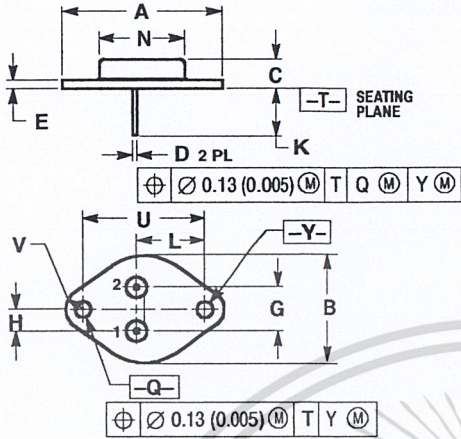 A
N
C
–T– SEATING
PLANE
E
K
D 2 PL
⌖ ∅ 0.13 (0.005) Ⓜ T Q Ⓜ Y Ⓜ
U
V
L
–Y–
2
H
G
B
1
–Q–
⌖ ∅ 0.13 (0.005) Ⓜ T Y Ⓜ